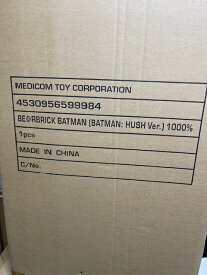 MEDICOM TOY CORPORATION
4530956599984
BE@RBRICK BATMAN (BATMAN: HUSH Ver.) 1000%
1pcs
MADE IN CHINA
C/No.